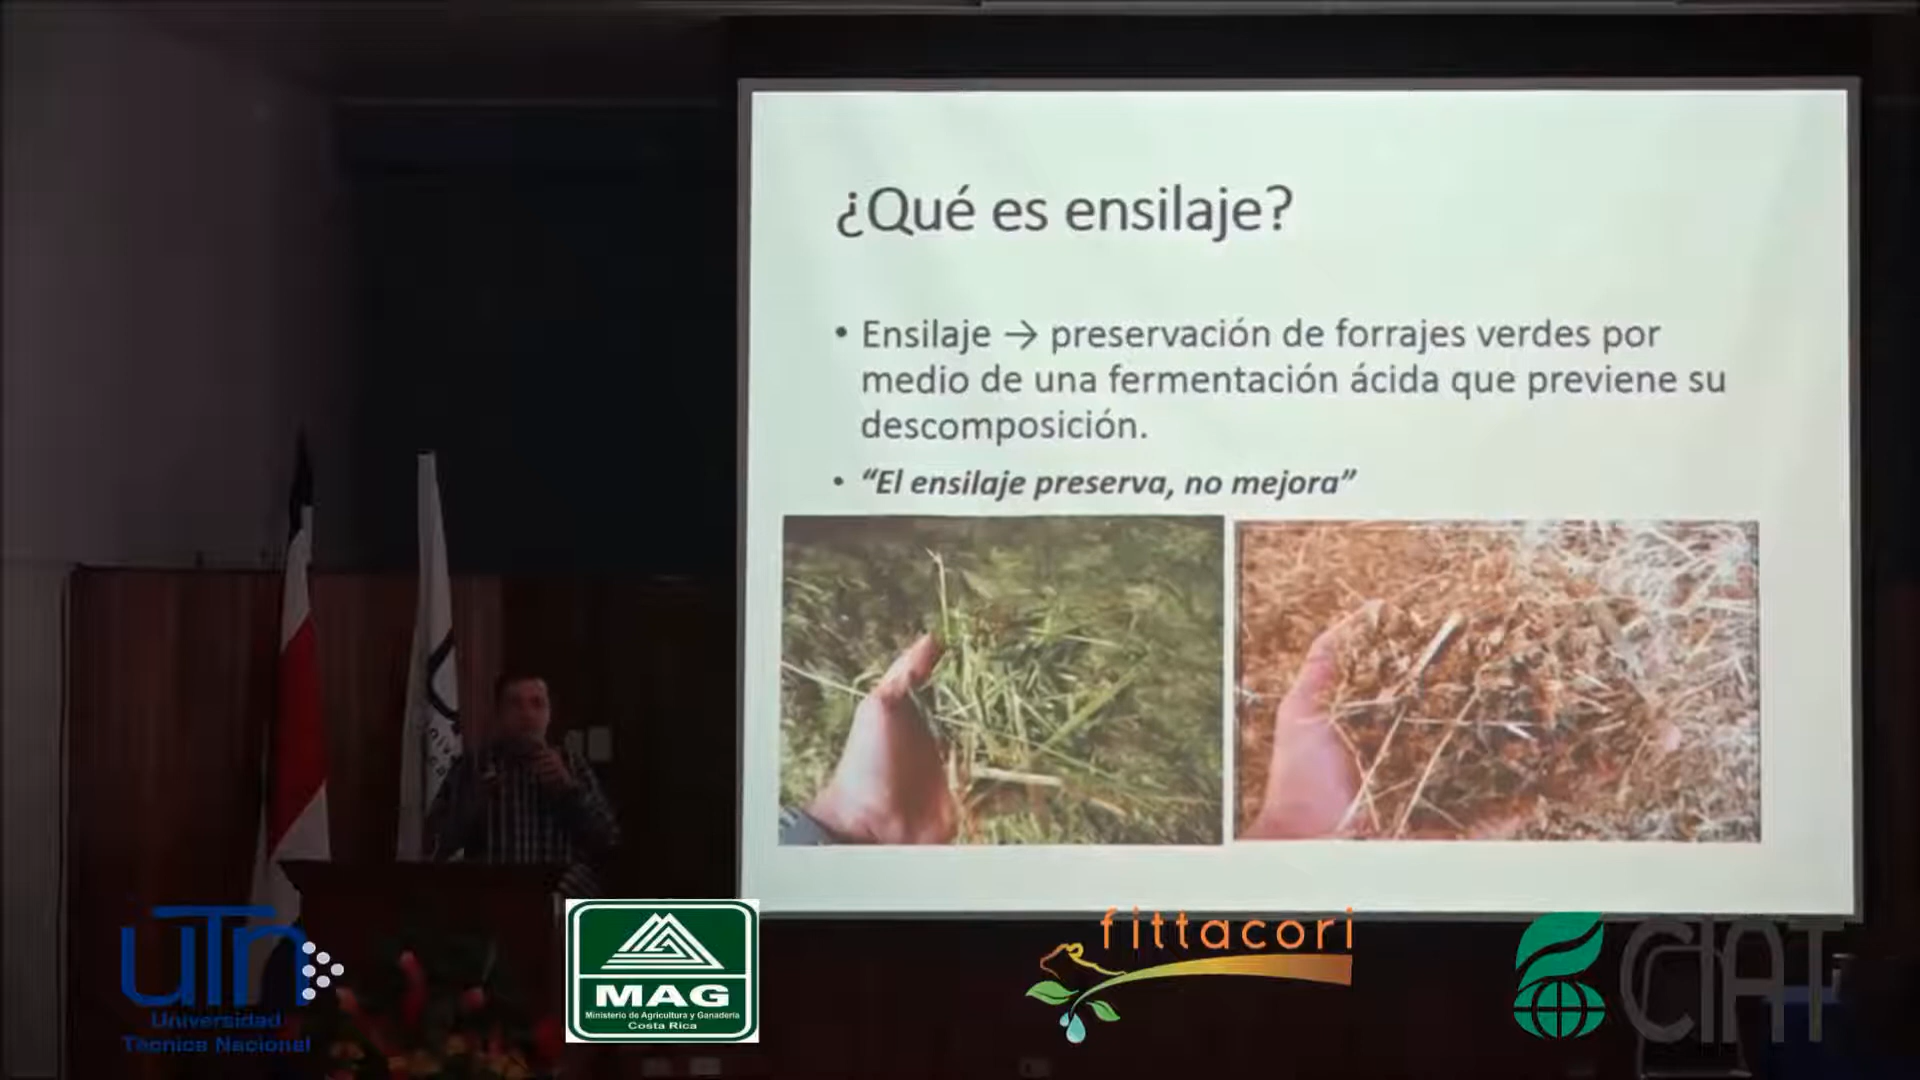 ¿Qué es ensilaje?
• Ensilaje → preservación de forrajes verdes por
medio de una fermentación ácida que previene su
descomposición.
• “El ensilaje preserva, no mejora”
UTn
Universidad
Técnica Nacional
MAG
Ministerio de Agricultura y Ganadería
Costa Rica
fittacori
CIAT